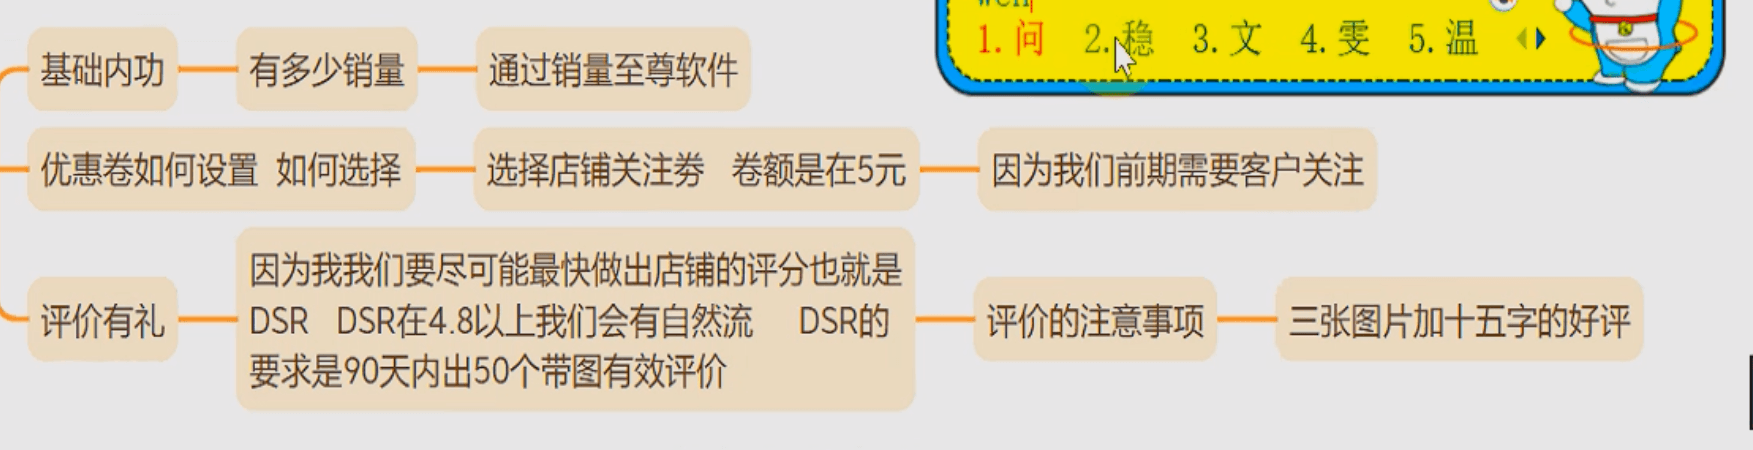 wen
1.问 2.稳 3.文 4.雯 5.温
基础内功
有多少销量
通过销量至尊软件
优惠卷如何设置 如何选择
选择店铺关注劵 卷额是在5元
因为我们前期需要客户关注
评价有礼
因为我我们要尽可能最快做出店铺的评分也就是
DSR DSR在4.8以上我们会有自然流 DSR的
要求是90天内出50个带图有效评价
评价的注意事项
三张图片加十五字的好评